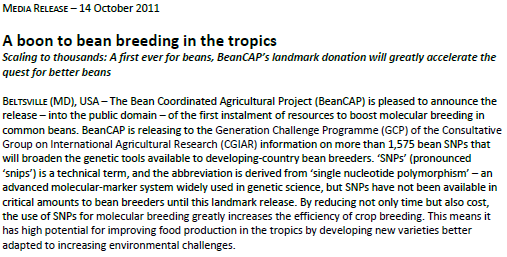 MEDIA RELEASE – 14 October 2011
A boon to bean breeding in the tropics
Scaling to thousands: A first ever for beans, BeanCAP's landmark donation will greatly accelerate the
quest for better beans
BELTSVILLE (MD), USA – The Bean Coordinated Agricultural Project (BeanCAP) is pleased to announce the
release – into the public domain – of the first instalment of resources to boost molecular breeding in
common beans. BeanCAP is releasing to the Generation Challenge Programme (GCP) of the Consultative
Group on International Agricultural Research (CGIAR) information on more than 1,575 bean SNPs that
will broaden the genetic tools available to developing-country bean breeders. 'SNPs' (pronounced
'snips') is a technical term, and the abbreviation is derived from 'single nucleotide polymorphism' – an
advanced molecular-marker system widely used in genetic science, but SNPs have not been available in
critical amounts to bean breeders until this landmark release. By reducing not only time but also cost,
the use of SNPs for molecular breeding greatly increases the efficiency of crop breeding. This means it
has high potential for improving food production in the tropics by developing new varieties better
adapted to increasing environmental challenges.